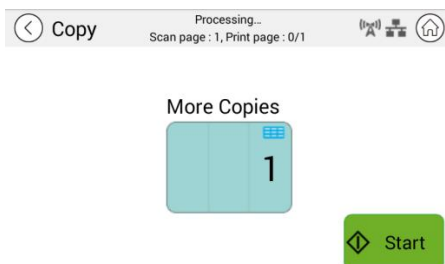 Copy
Processing...
Scan page : 1, Print page : 0/1
More Copies
1
Start